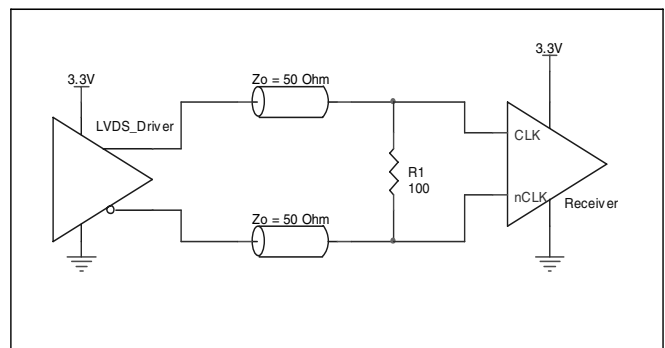 3.3V
LVDS_Driver
Zo = 50 Ohm
Zo = 50 Ohm
R1
100
3.3V
CLK
nCLK
Receiver